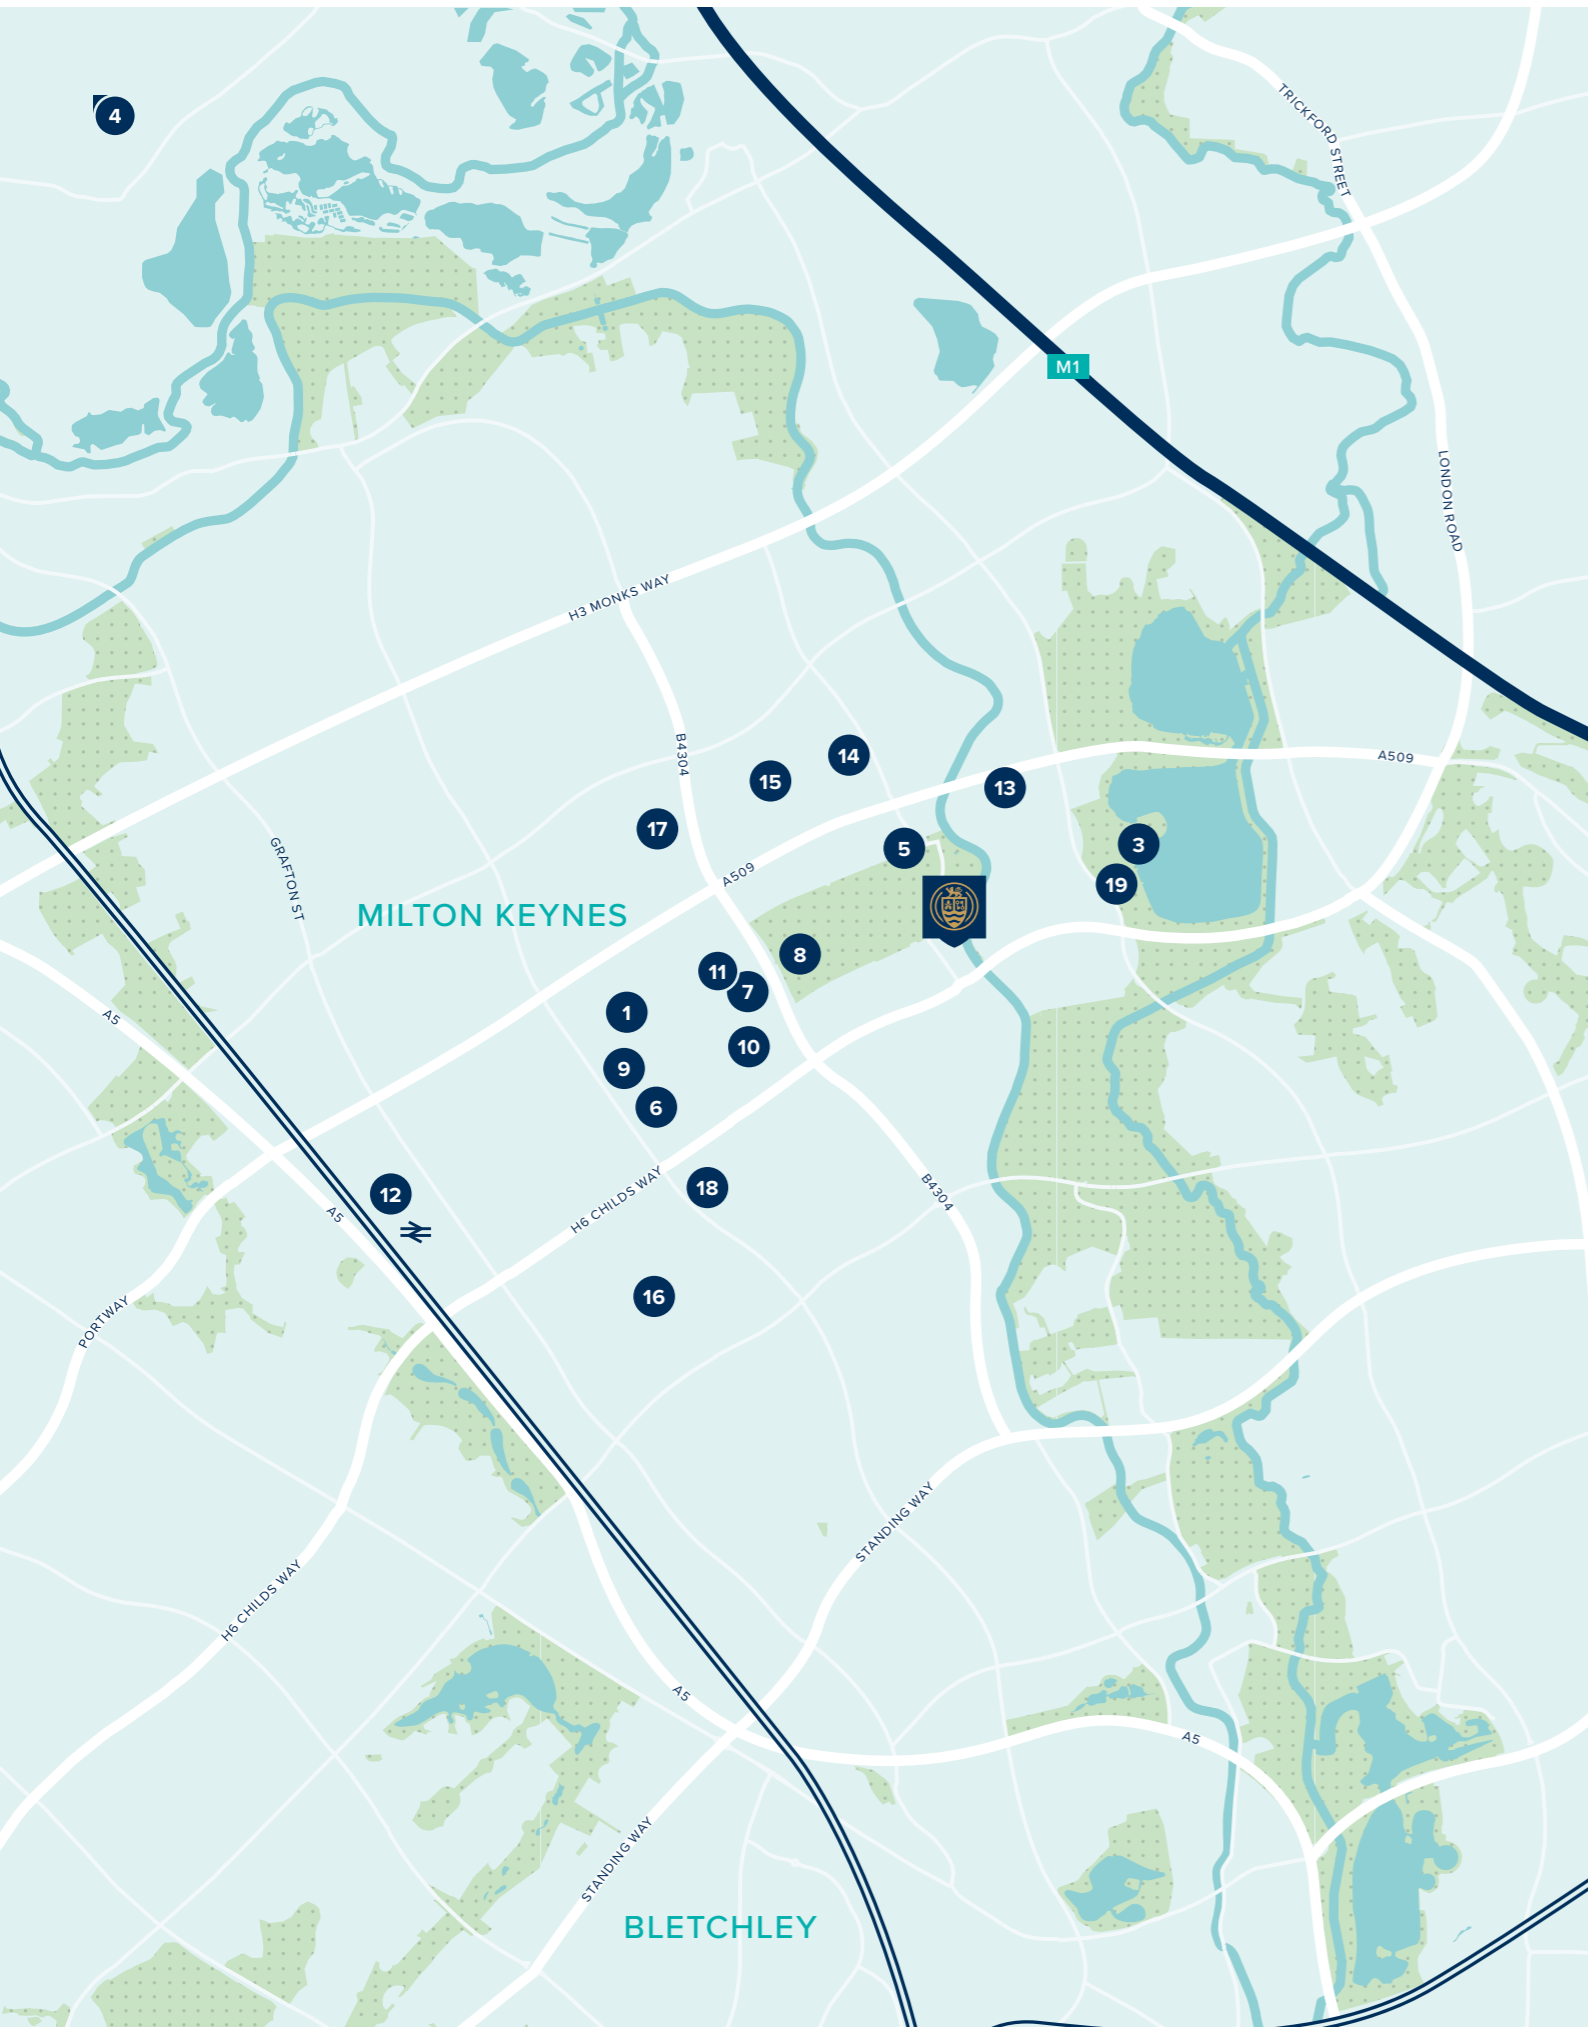 4
TRICKFORD STREET
M1
LONDON ROAD
H3 MONKS WAY
B4304
14
A509
15
13
17
GRAFTON ST
5
3
A509
19
MILTON KEYNES
8
11
7
1
A5
10
9
6
H6 CHILDS WAY
18
B4304
12
A5
16
PORTWAY
STANDING WAY
H6 CHILDS WAY
A5
A5
STANDING WAY
BLETCHLEY